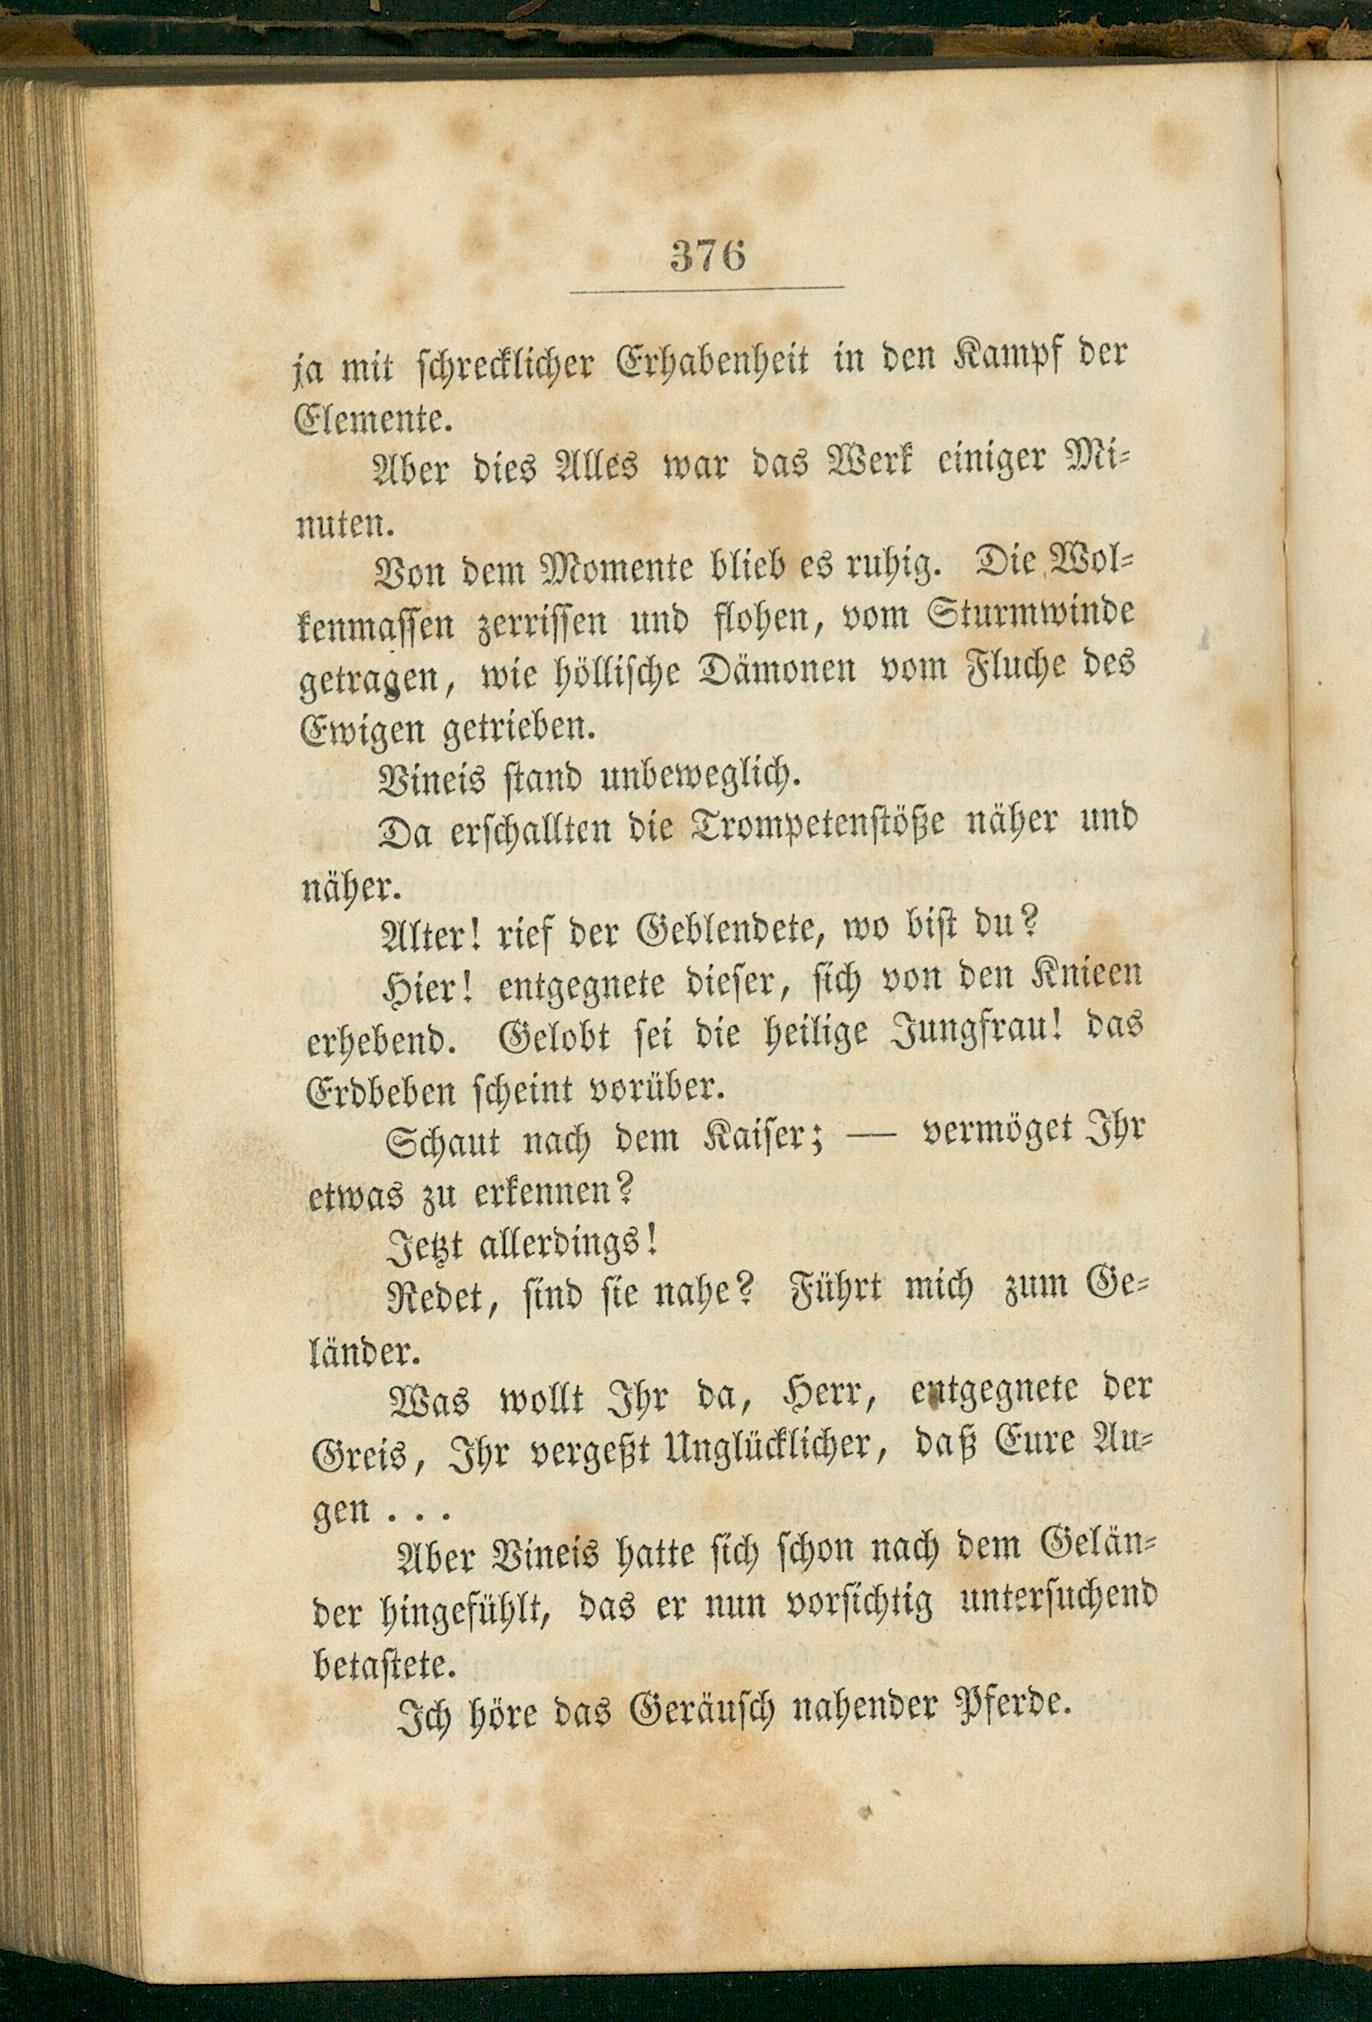 376
ja mit schrecklicher Erhabenheit in den Kampf der
Elemente.
Aber dies Alles war das Werk einiger Mi-
nuten.
Von dem Momente blieb es ruhig. Die Wol-
kenmassen zerrissen und flohen, vom Sturmwinde
getragen, wie höllische Dämonen vom Fluche des
Ewigen getrieben.
Vineis stand unbeweglich.
Da erschallten die Trompetenstöße näher und
näher.
Alter! rief der Geblendete, wo bist du?
Hier! entgegnete dieser, sich von den Knieen
erhebend. Gelobt sei die heilige Jungfrau! das
Erdbeben scheint vorüber.
Schaut nach dem Kaiser; — vermöget Ihr
etwas zu erkennen?
Jetzt allerdings!
Redet, sind sie nahe? Führt mich zum Ge-
länder.
Was wollt Ihr da, Herr, entgegnete der
Greis, Ihr vergeßt Unglücklicher, daß Eure Au-
gen . . .
Aber Vineis hatte sich schon nach dem Gelän-
der hingefühlt, das er nun vorsichtig untersuchend
betastete.
Ich höre das Geräusch nahender Pferde.